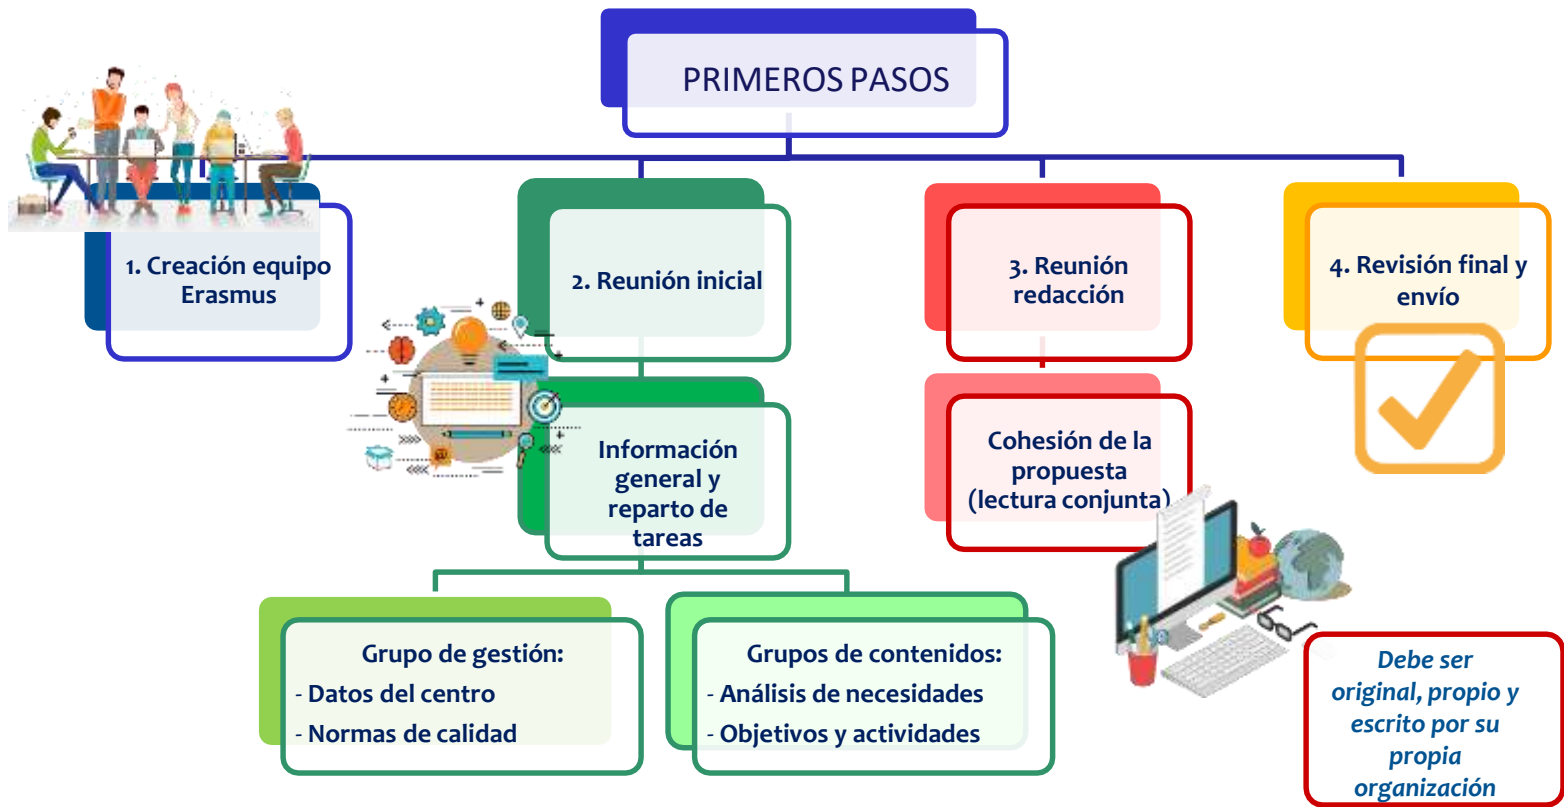 PRIMEROS PASOS
1. Creación equipo
Erasmus
2. Reunión inicial
3. Reunión
redacción
4. Revisión final y
envío
Información
general y
reparto de
tareas
Cohesión de la
propuesta
(lectura conjunta)
Grupo de gestión:
- Datos del centro
- Normas de calidad
Grupos de contenidos:
- Análisis de necesidades
- Objetivos y actividades
Debe ser
original, propio y
escrito por su
propia
organización